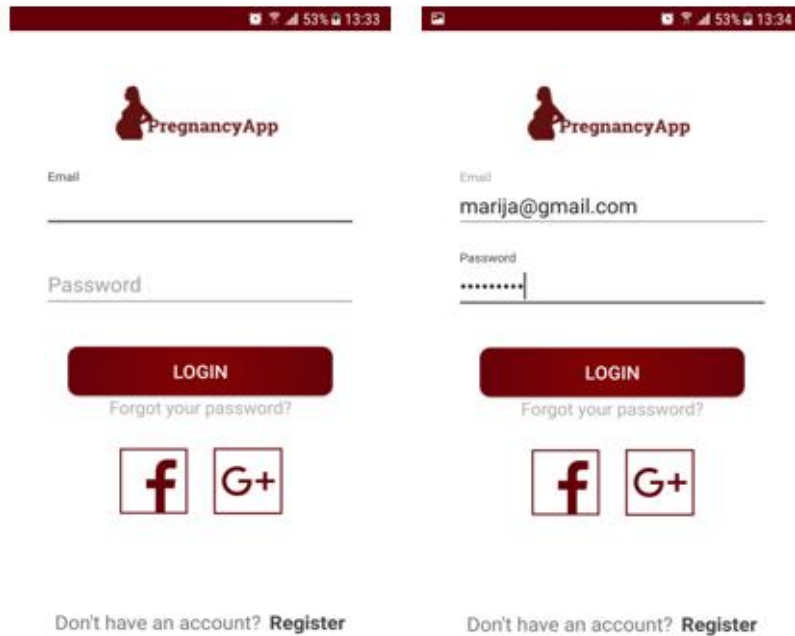 53% 13:33
PregnancyApp
Email
Password
LOGIN
Forgot your password?
f G+
Don't have an account? Register
53% 13:34
PregnancyApp
Email
marija@gmail.com
Password
•••••••••
LOGIN
Forgot your password?
f G+
Don't have an account? Register